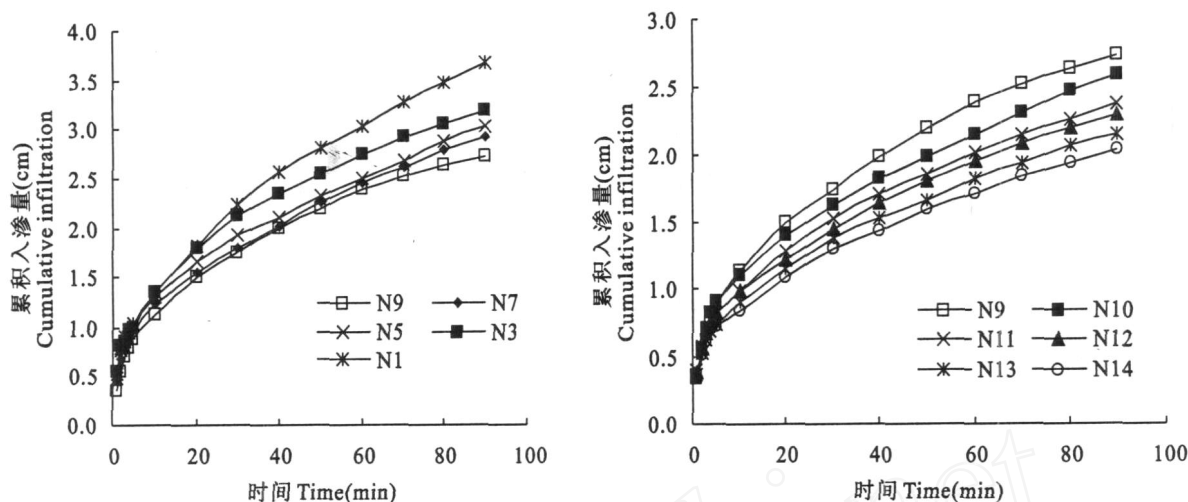 累积入渗量(cm)
Cumulative infiltration
4.0
3.5
3.0
2.5
2.0
1.5
1.0
0.5
0.0
0 20 40 60 80 100
时间 Time(min)
N9 N7
N5 N3
N1
累积入渗量(cm)
Cumulative infiltration
3.0
2.5
2.0
1.5
1.0
0.5
0.0
0 20 40 60 80 100
时间 Time(min)
N9 N10
N11 N12
N13 N14